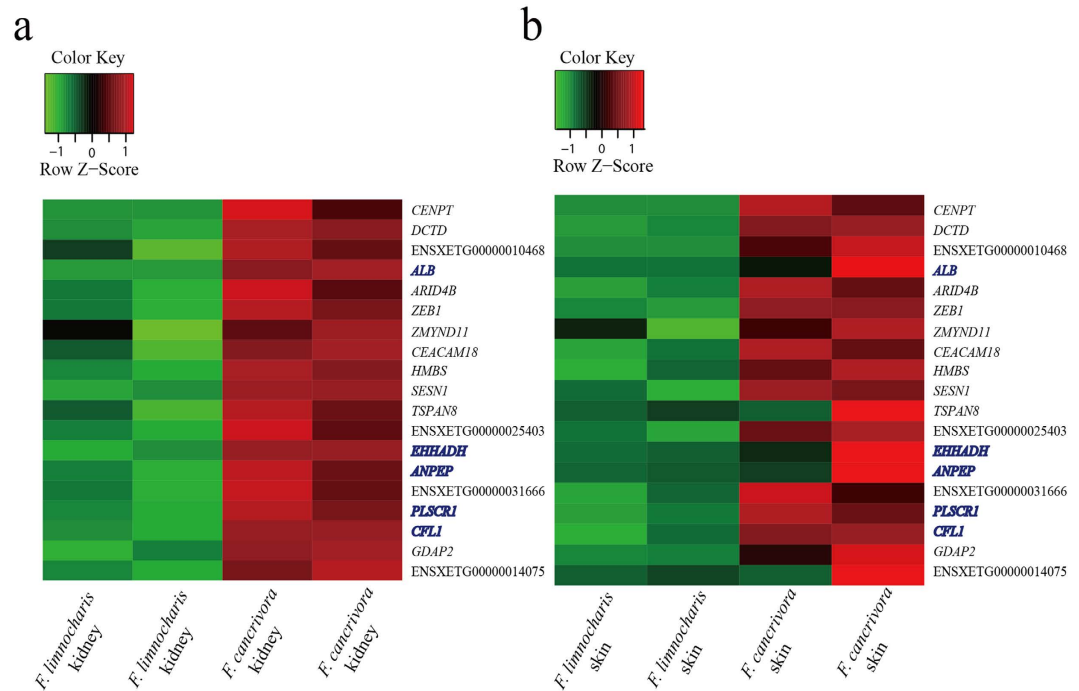 a
Color Key
−1 0 1
Row Z−Score
CENPT
DCTD
ENSXETG00000010468
ALB
ARID4B
ZEB1
ZMYND11
CEACAM18
HMBS
SESN1
TSPAN8
ENSXETG00000025403
EHHADH
ANPEP
ENSXETG00000031666
PLSCR1
CFL1
GDAP2
ENSXETG00000014075
F. limnocharis
kidney
F. limnocharis
kidney
F. cancrivora
kidney
F. cancrivora
kidney
b
Color Key
−1 0 1
Row Z−Score
CENPT
DCTD
ENSXETG00000010468
ALB
ARID4B
ZEB1
ZMYND11
CEACAM18
HMBS
SESN1
TSPAN8
ENSXETG00000025403
EHHADH
ANPEP
ENSXETG00000031666
PLSCR1
CFL1
GDAP2
ENSXETG00000014075
F. limnocharis
skin
F. limnocharis
skin
F. cancrivora
skin
F. cancrivora
skin